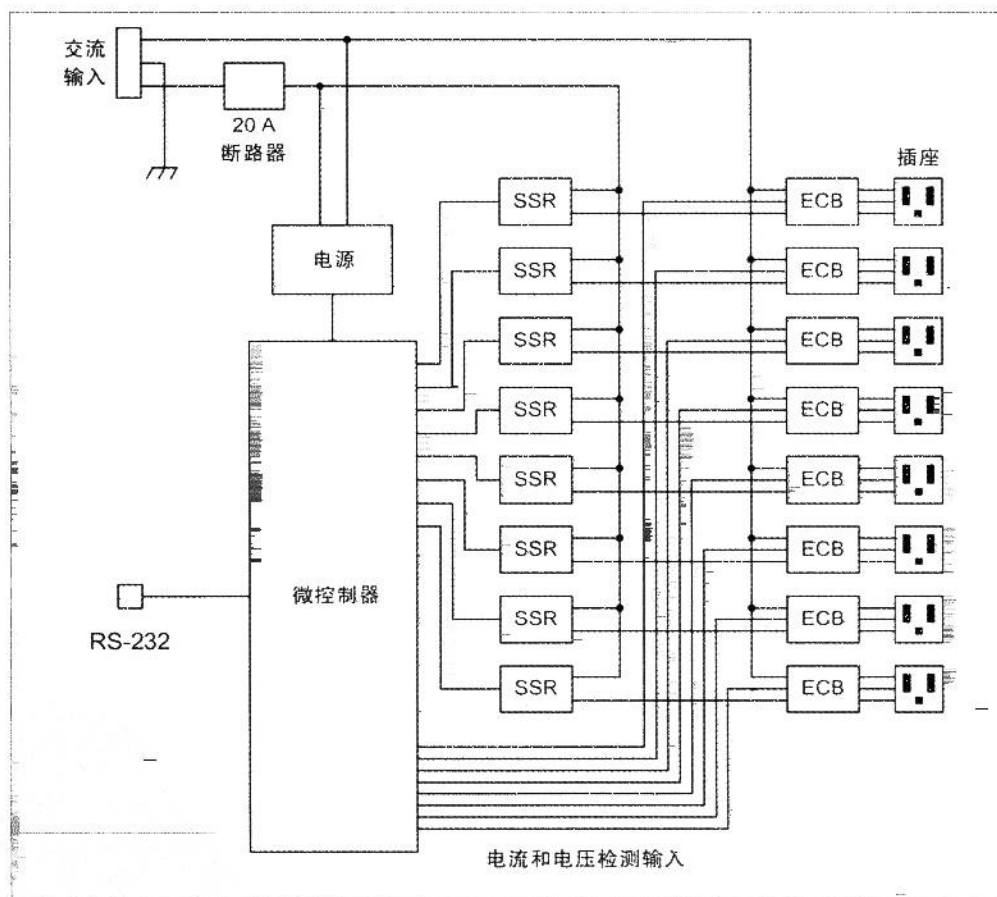 交流
输入
20 A
断路器
插座
SSR
ECB
电源
SSR
ECB
SSR
ECB
SSR
ECB
SSR
ECB
SSR
ECB
微控制器
SSR
ECB
RS-232
SSR
ECB
电流和电压检测输入